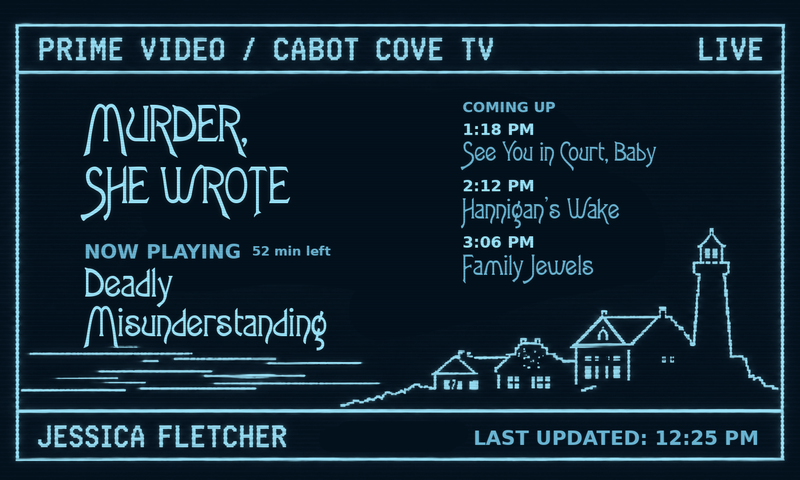 PRIME VIDEO / CABOT COVE TV
LIVE
MURDER,
SHE WROTE
NOW PLAYING 52 min left
Deadly
Misunderstanding
COMING UP
1:18 PM
See You in Court, Baby
2:12 PM
Hannigan's Wake
3:06 PM
Family Jewels
JESSICA FLETCHER
LAST UPDATED: 12:25 PM